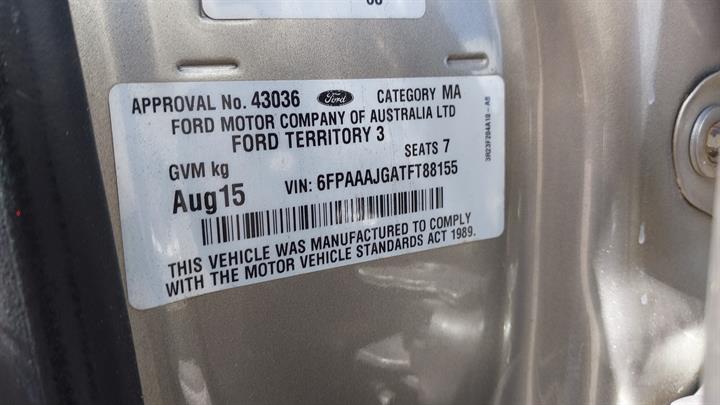 APPROVAL No. 43036 Ford CATEGORY MA
FORD MOTOR COMPANY OF AUSTRALIA LTD
FORD TERRITORY 3
GVM kg SEATS 7
Aug15 VIN: 6FPAAAJGATFT88155
THIS VEHICLE WAS MANUFACTURED TO COMPLY
WITH THE MOTOR VEHICLE STANDARDS ACT 1989.